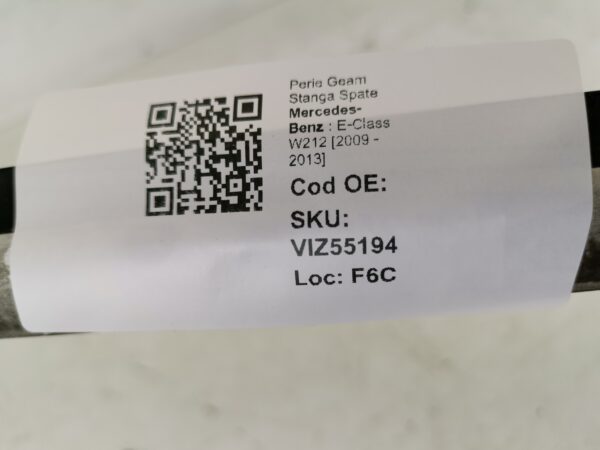 Perie Geam
Stanga Spate
Mercedes-
Benz : E-Class
W212 [2009 -
2013]
Cod OE:
SKU:
VIZ55194
Loc: F6C